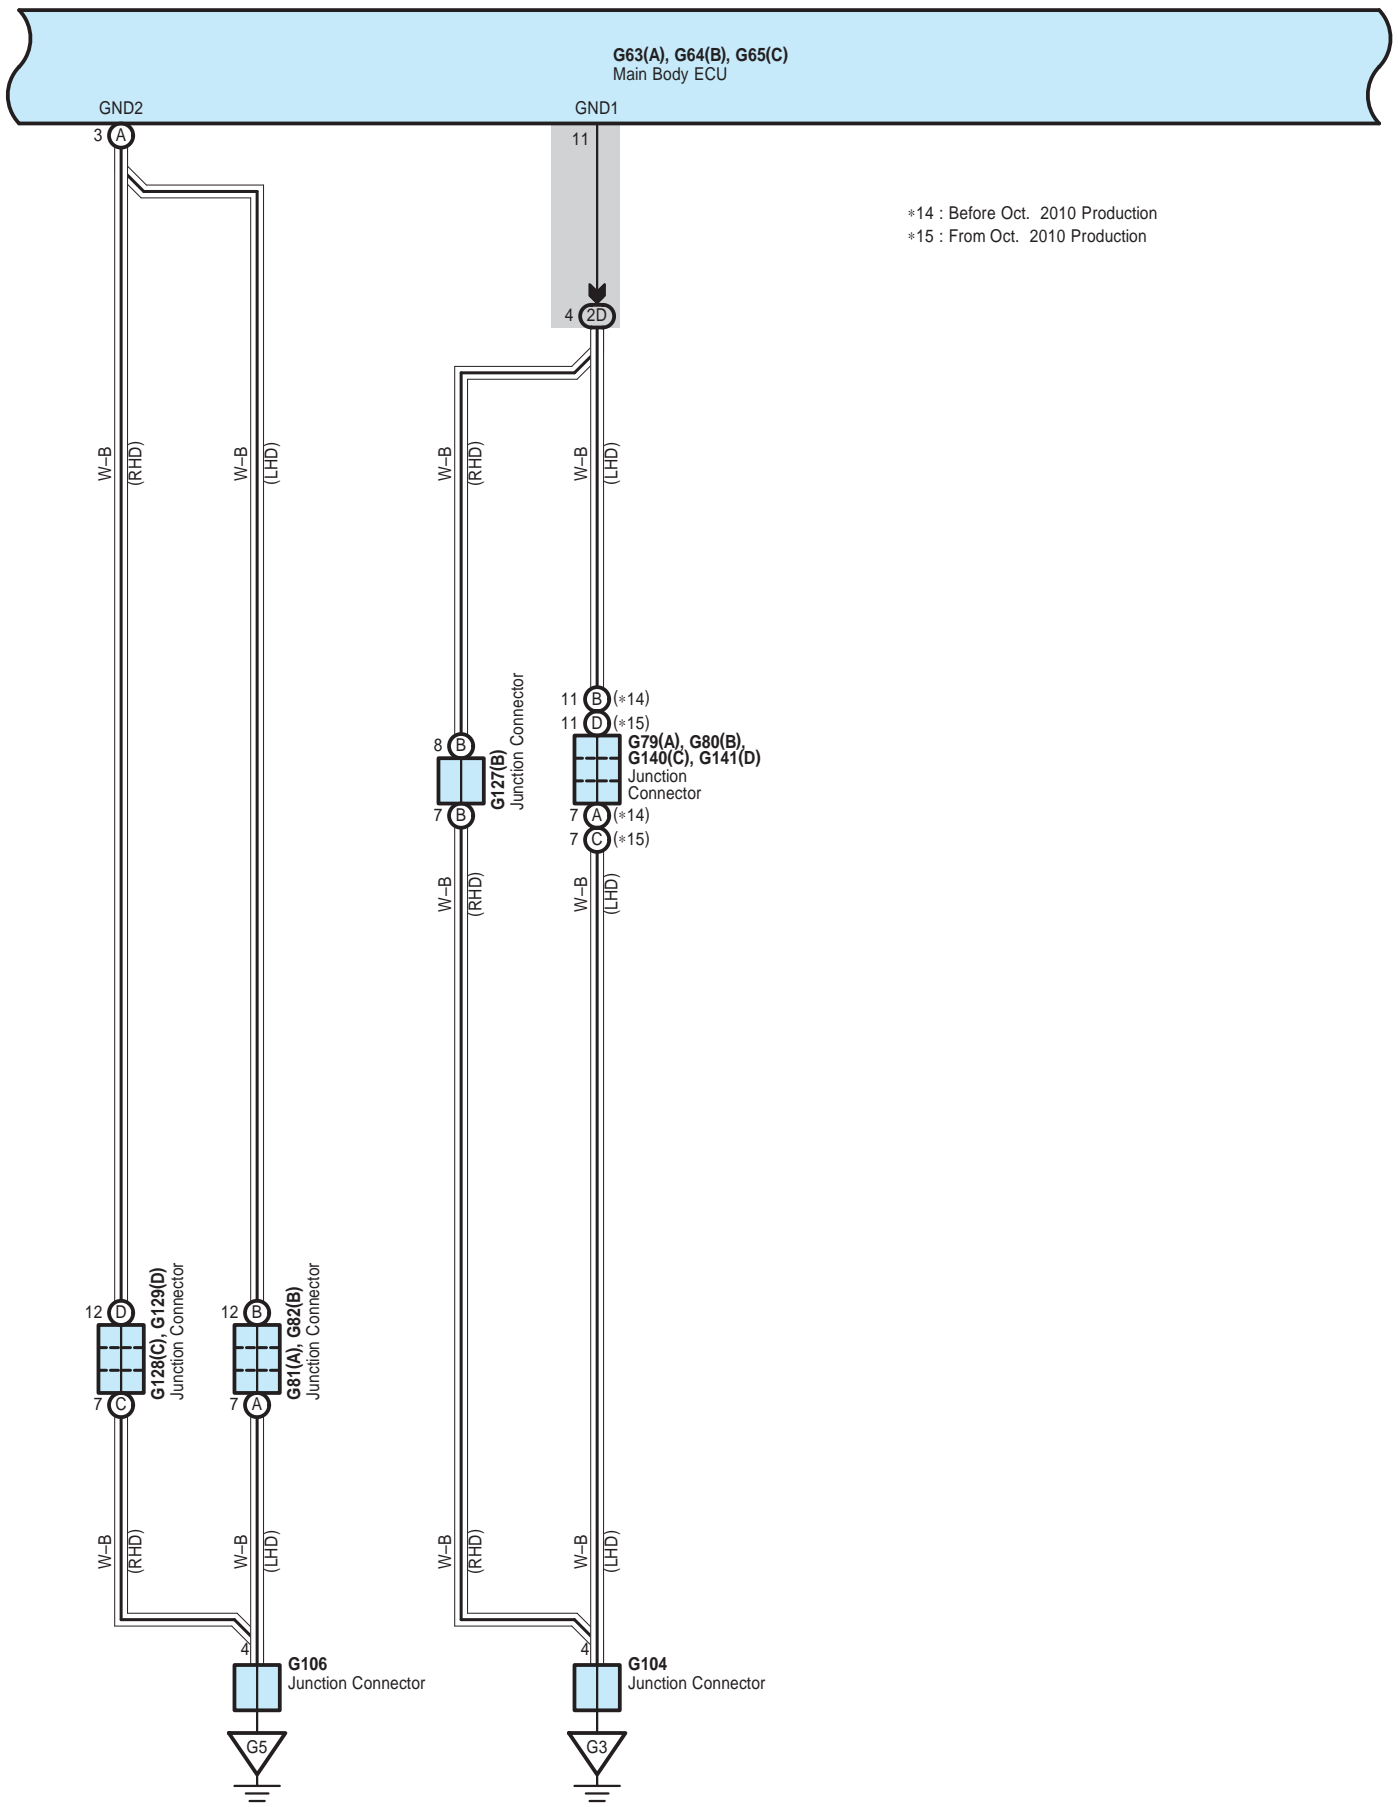 G63(A), G64(B), G65(C)
Main Body ECU
GND2
GND1
3 A
11
∗14 : Before Oct. 2010 Production
∗15 : From Oct. 2010 Production
4 2D
W–B
(RHD)
W–B
(LHD)
W–B
(RHD)
W–B
(LHD)
11 B (∗14)
11 D (∗15)
G79(A), G80(B),
G140(C), G141(D)
Junction
Connector
7 A (∗14)
7 C (∗15)
8 B
G127(B)
Junction Connector
7 B
W–B
(RHD)
W–B
(LHD)
12 D
G128(C), G129(D)
Junction Connector
7 C
12 B
G81(A), G82(B)
Junction Connector
7 A
W–B
(RHD)
W–B
(LHD)
W–B
(RHD)
W–B
(LHD)
4
G106
Junction Connector
G5
4
G104
Junction Connector
G3